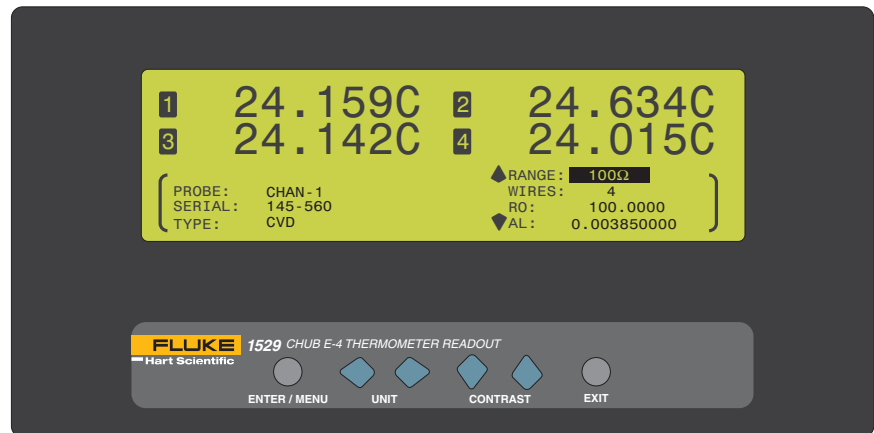 1 24.159C 2 24.634C
3 24.142C 4 24.015C
PROBE: CHAN-1
SERIAL: 145-560
TYPE: CVD
RANGE: 100Ω
WIRES: 4
RO: 100.0000
AL: 0.003850000
FLUKE
Hart Scientific
1529 CHUB E-4 THERMOMETER READOUT
ENTER / MENU UNIT CONTRAST EXIT